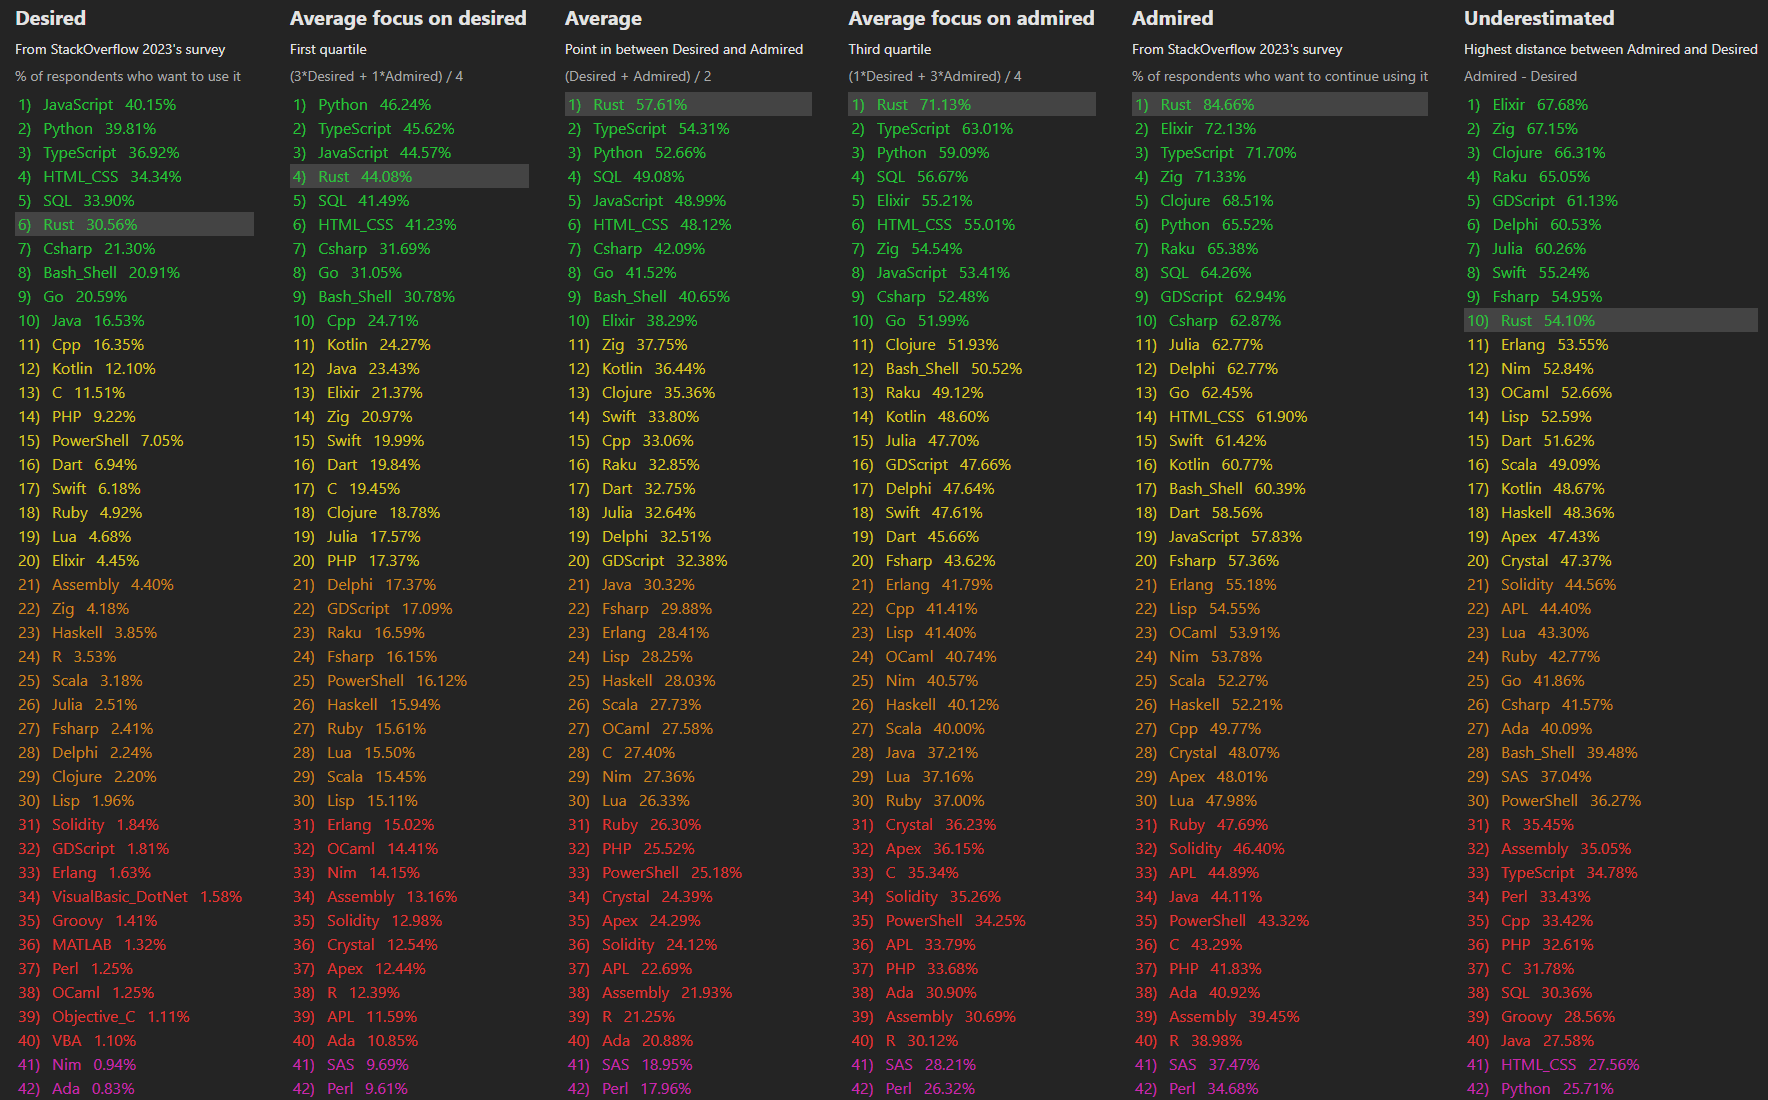 Desired
From StackOverflow 2023's survey
% of respondents who want to use it
1) JavaScript 40.15%
2) Python 39.81%
3) TypeScript 36.92%
4) HTML_CSS 34.34%
5) SQL 33.90%
6) Rust 30.56%
7) Csharp 21.30%
8) Bash_Shell 20.91%
9) Go 20.59%
10) Java 16.53%
11) Cpp 16.35%
12) Kotlin 12.10%
13) C 11.51%
14) PHP 9.22%
15) PowerShell 7.05%
16) Dart 6.94%
17) Swift 6.18%
18) Ruby 4.92%
19) Lua 4.68%
20) Elixir 4.45%
21) Assembly 4.40%
22) Zig 4.18%
23) Haskell 3.85%
24) R 3.53%
25) Scala 3.18%
26) Julia 2.51%
27) Fsharp 2.41%
28) Delphi 2.24%
29) Clojure 2.20%
30) Lisp 1.96%
31) Solidity 1.84%
32) GDScript 1.81%
33) Erlang 1.63%
34) VisualBasic_DotNet 1.58%
35) Groovy 1.41%
36) MATLAB 1.32%
37) Perl 1.25%
38) OCaml 1.25%
39) Objective_C 1.11%
40) VBA 1.10%
41) Nim 0.94%
42) Ada 0.83%
Average focus on desired
First quartile
(3*Desired + 1*Admired) / 4
1) Python 46.24%
2) TypeScript 45.62%
3) JavaScript 44.57%
4) Rust 44.08%
5) SQL 41.49%
6) HTML_CSS 41.23%
7) Csharp 31.69%
8) Go 31.05%
9) Bash_Shell 30.78%
10) Cpp 24.71%
11) Kotlin 24.27%
12) Java 23.43%
13) Elixir 21.37%
14) Zig 20.97%
15) Swift 19.99%
16) Dart 19.84%
17) C 19.45%
18) Clojure 18.78%
19) Julia 17.57%
20) PHP 17.37%
21) Delphi 17.37%
22) GDScript 17.09%
23) Raku 16.59%
24) Fsharp 16.15%
25) PowerShell 16.12%
26) Haskell 15.94%
27) Ruby 15.61%
28) Lua 15.50%
29) Scala 15.45%
30) Lisp 15.11%
31) Erlang 15.02%
32) OCaml 14.41%
33) Nim 14.15%
34) Assembly 13.16%
35) Solidity 12.98%
36) Crystal 12.54%
37) Apex 12.44%
38) R 12.39%
39) APL 11.59%
40) Ada 10.85%
41) SAS 9.69%
42) Perl 9.61%
Average
Point in between Desired and Admired
(Desired + Admired) / 2
1) Rust 57.61%
2) TypeScript 54.31%
3) Python 52.66%
4) SQL 49.08%
5) JavaScript 48.99%
6) HTML_CSS 48.12%
7) Csharp 42.09%
8) Go 41.52%
9) Bash_Shell 40.65%
10) Elixir 38.29%
11) Zig 37.75%
12) Kotlin 36.44%
13) Clojure 35.36%
14) Swift 33.80%
15) Cpp 33.06%
16) Raku 32.85%
17) Dart 32.75%
18) Julia 32.64%
19) Delphi 32.51%
20) GDScript 32.38%
21) Java 30.32%
22) Fsharp 29.88%
23) Erlang 28.41%
24) Lisp 28.25%
25) Haskell 28.03%
26) Scala 27.73%
27) OCaml 27.58%
28) C 27.40%
29) Nim 27.36%
30) Lua 26.33%
31) Ruby 26.30%
32) PHP 25.52%
33) PowerShell 25.18%
34) Crystal 24.39%
35) Apex 24.29%
36) Solidity 24.12%
37) APL 22.69%
38) Assembly 21.93%
39) R 21.25%
40) Ada 20.88%
41) SAS 18.95%
42) Perl 17.96%
Average focus on admired
Third quartile
(1*Desired + 3*Admired) / 4
1) Rust 71.13%
2) TypeScript 63.01%
3) Python 59.09%
4) SQL 56.67%
5) Elixir 55.21%
6) HTML_CSS 55.01%
7) Zig 54.54%
8) JavaScript 53.41%
9) Csharp 52.48%
10) Go 51.99%
11) Clojure 51.93%
12) Bash_Shell 50.52%
13) Raku 49.12%
14) Kotlin 48.60%
15) Julia 47.70%
16) GDScript 47.66%
17) Delphi 47.64%
18) Swift 47.61%
19) Dart 45.66%
20) Fsharp 43.62%
21) Erlang 41.79%
22) Cpp 41.41%
23) Lisp 41.40%
24) OCaml 40.74%
25) Nim 40.57%
26) Haskell 40.12%
27) Scala 40.00%
28) Java 37.21%
29) Lua 37.16%
30) Ruby 37.00%
31) Crystal 36.23%
32) Apex 36.15%
33) C 35.34%
34) Solidity 35.26%
35) PowerShell 34.25%
36) APL 33.79%
37) PHP 33.68%
38) Ada 30.90%
39) Assembly 30.69%
40) R 30.12%
41) SAS 28.21%
42) Perl 26.32%
Admired
From StackOverflow 2023's survey
% of respondents who want to continue using it
1) Rust 84.66%
2) Elixir 72.13%
3) TypeScript 71.70%
4) Zig 71.33%
5) Clojure 68.51%
6) Python 65.52%
7) Raku 65.38%
8) SQL 64.26%
9) GDScript 62.94%
10) Csharp 62.87%
11) Julia 62.77%
12) Delphi 62.77%
13) Go 62.45%
14) HTML_CSS 61.90%
15) Swift 61.42%
16) Kotlin 60.77%
17) Bash_Shell 60.39%
18) Dart 58.56%
19) JavaScript 57.83%
20) Fsharp 57.36%
21) Erlang 55.18%
22) Lisp 54.55%
23) OCaml 53.91%
24) Nim 53.78%
25) Scala 52.27%
26) Haskell 52.21%
27) Cpp 49.77%
28) Crystal 48.07%
29) Apex 48.01%
30) Lua 47.98%
31) Ruby 47.69%
32) Solidity 46.40%
33) APL 44.89%
34) Java 44.11%
35) PowerShell 43.32%
36) C 43.29%
37) PHP 41.83%
38) Ada 40.92%
39) Assembly 39.45%
40) R 38.98%
41) SAS 37.47%
42) Perl 34.68%
Underestimated
Highest distance between Admired and Desired
Admired - Desired
1) Elixir 67.68%
2) Zig 67.15%
3) Clojure 66.31%
4) Raku 65.05%
5) GDScript 61.13%
6) Delphi 60.53%
7) Julia 60.26%
8) Swift 55.24%
9) Fsharp 54.95%
10) Rust 54.10%
11) Erlang 53.55%
12) Nim 52.84%
13) OCaml 52.66%
14) Lisp 52.59%
15) Dart 51.62%
16) Scala 49.09%
17) Kotlin 48.67%
18) Haskell 48.36%
19) Apex 47.43%
20) Crystal 47.37%
21) Solidity 44.56%
22) APL 44.40%
23) Lua 43.30%
24) Ruby 42.77%
25) Go 41.86%
26) Csharp 41.57%
27) Ada 40.09%
28) Bash_Shell 39.48%
29) SAS 37.04%
30) PowerShell 36.27%
31) R 35.45%
32) Assembly 35.05%
33) TypeScript 34.78%
34) Perl 33.43%
35) Cpp 33.42%
36) PHP 32.61%
37) C 31.78%
38) SQL 30.36%
39) Groovy 28.56%
40) Java 27.58%
41) HTML_CSS 27.56%
42) Python 25.71%